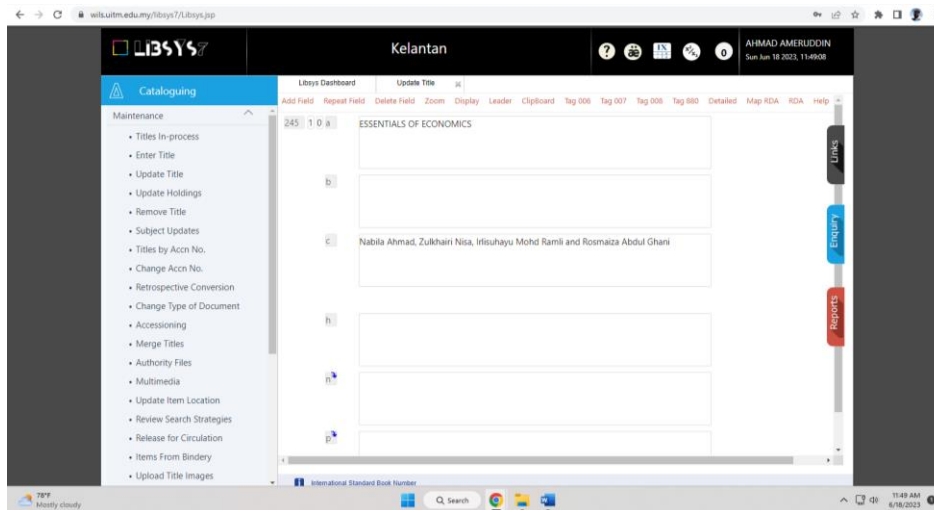 wils.uitm.edu.my/libsys7/Libsys.jsp
LiBSYS7
Kelantan
? äë IX 0
AHMAD AMERUDDIN
Sun Jun 18 2023, 11:49:08
Cataloguing
Libsys Dashboard Update Title
Add Field Repeat Field Delete Field Zoom Display Leader Clipboard Tag 006 Tag 007 Tag 008 Tag 880 Detailed Map RDA RDA Help
Maintenance
• Titles In-process
• Enter Title
• Update Title
• Update Holdings
• Remove Title
• Subject Updates
• Titles by Accn No.
• Change Accn No.
• Retrospective Conversion
• Change Type of Document
• Accessioning
• Merge Titles
• Authority Files
• Multimedia
• Update Item Location
• Review Search Strategies
• Release for Circulation
• Items From Bindery
• Upload Title Images
245 1 0 a ESSENTIALS OF ECONOMICS
b
c Nabila Ahmad, Zulkhairi Nisa, Irlisuhayu Mohd Ramli and Rosmaiza Abdul Ghani
h
n
p
Links
Enquiry
Reports
International Standard Book Number
78°F
Mostly cloudy
Search
11:49 AM
6/18/2023